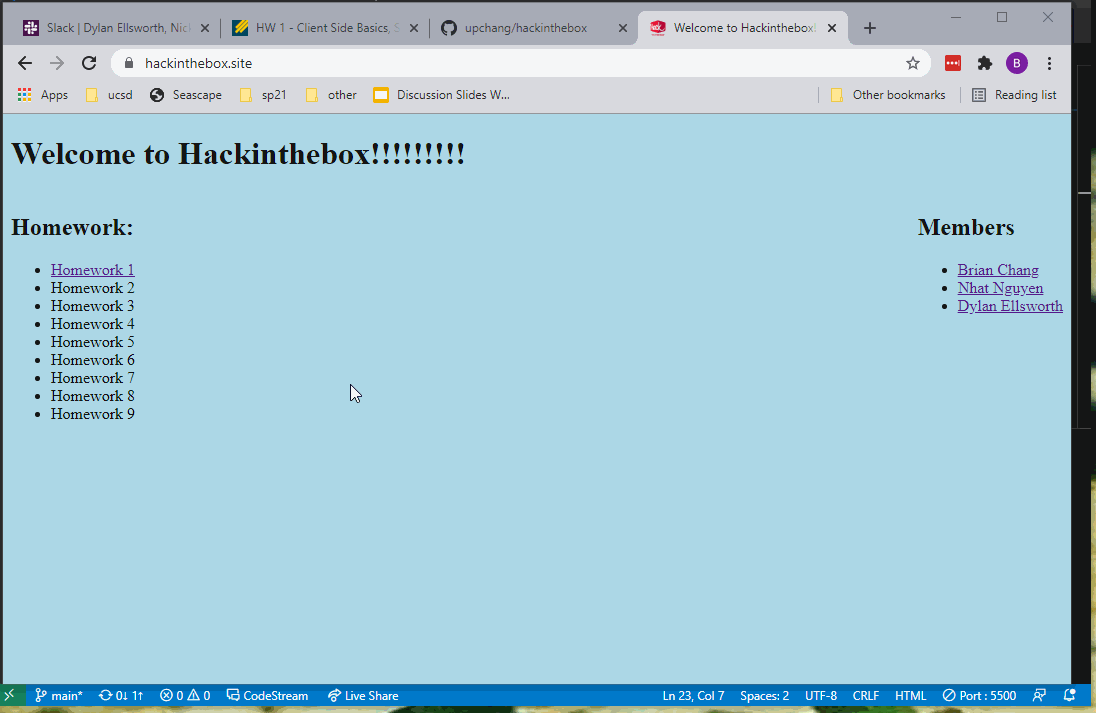 Slack | Dylan Ellsworth, Nic
HW 1 - Client Side Basics, S
upchang/hackinthebox
Welcome to Hackinthebox!
hackinthebox.site
B
Apps
ucsd
Seascape
sp21
other
Discussion Slides W...
Other bookmarks
Reading list
Welcome to Hackinthebox!!!!!!!!!
Homework:
Homework 1
Homework 2
Homework 3
Homework 4
Homework 5
Homework 6
Homework 7
Homework 8
Homework 9
Members
Brian Chang
Nhat Nguyen
Dylan Ellsworth
main* 0↓ 1↑ 0 0 CodeStream Live Share Ln 23, Col 7 Spaces: 2 UTF-8 CRLF HTML Port : 5500